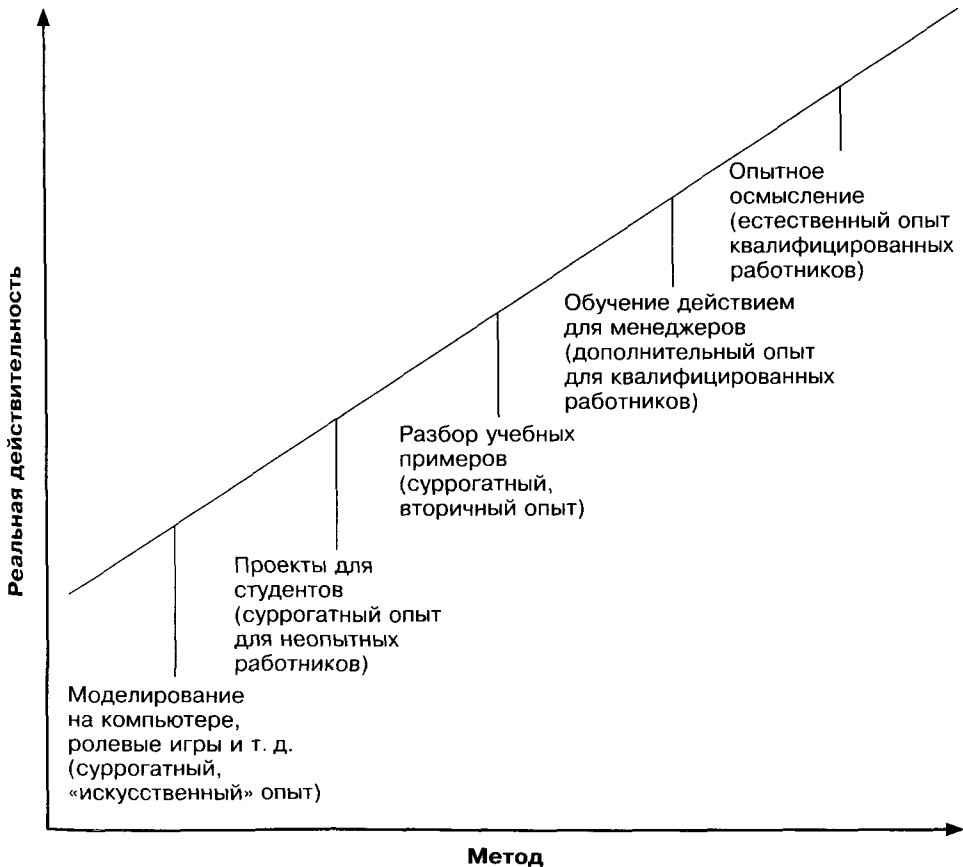 Реальная действительность
Опытное
осмысление
(естественный опыт
квалифицированных
работников)
Обучение действием
для менеджеров
(дополнительный опыт
для квалифицированных
работников)
Разбор учебных
примеров
(суррогатный,
вторичный опыт)
Проекты для
студентов
(суррогатный опыт
для неопытных
работников)
Моделирование
на компьютере,
ролевые игры и т. д.
(суррогатный,
«искусственный» опыт)
Метод